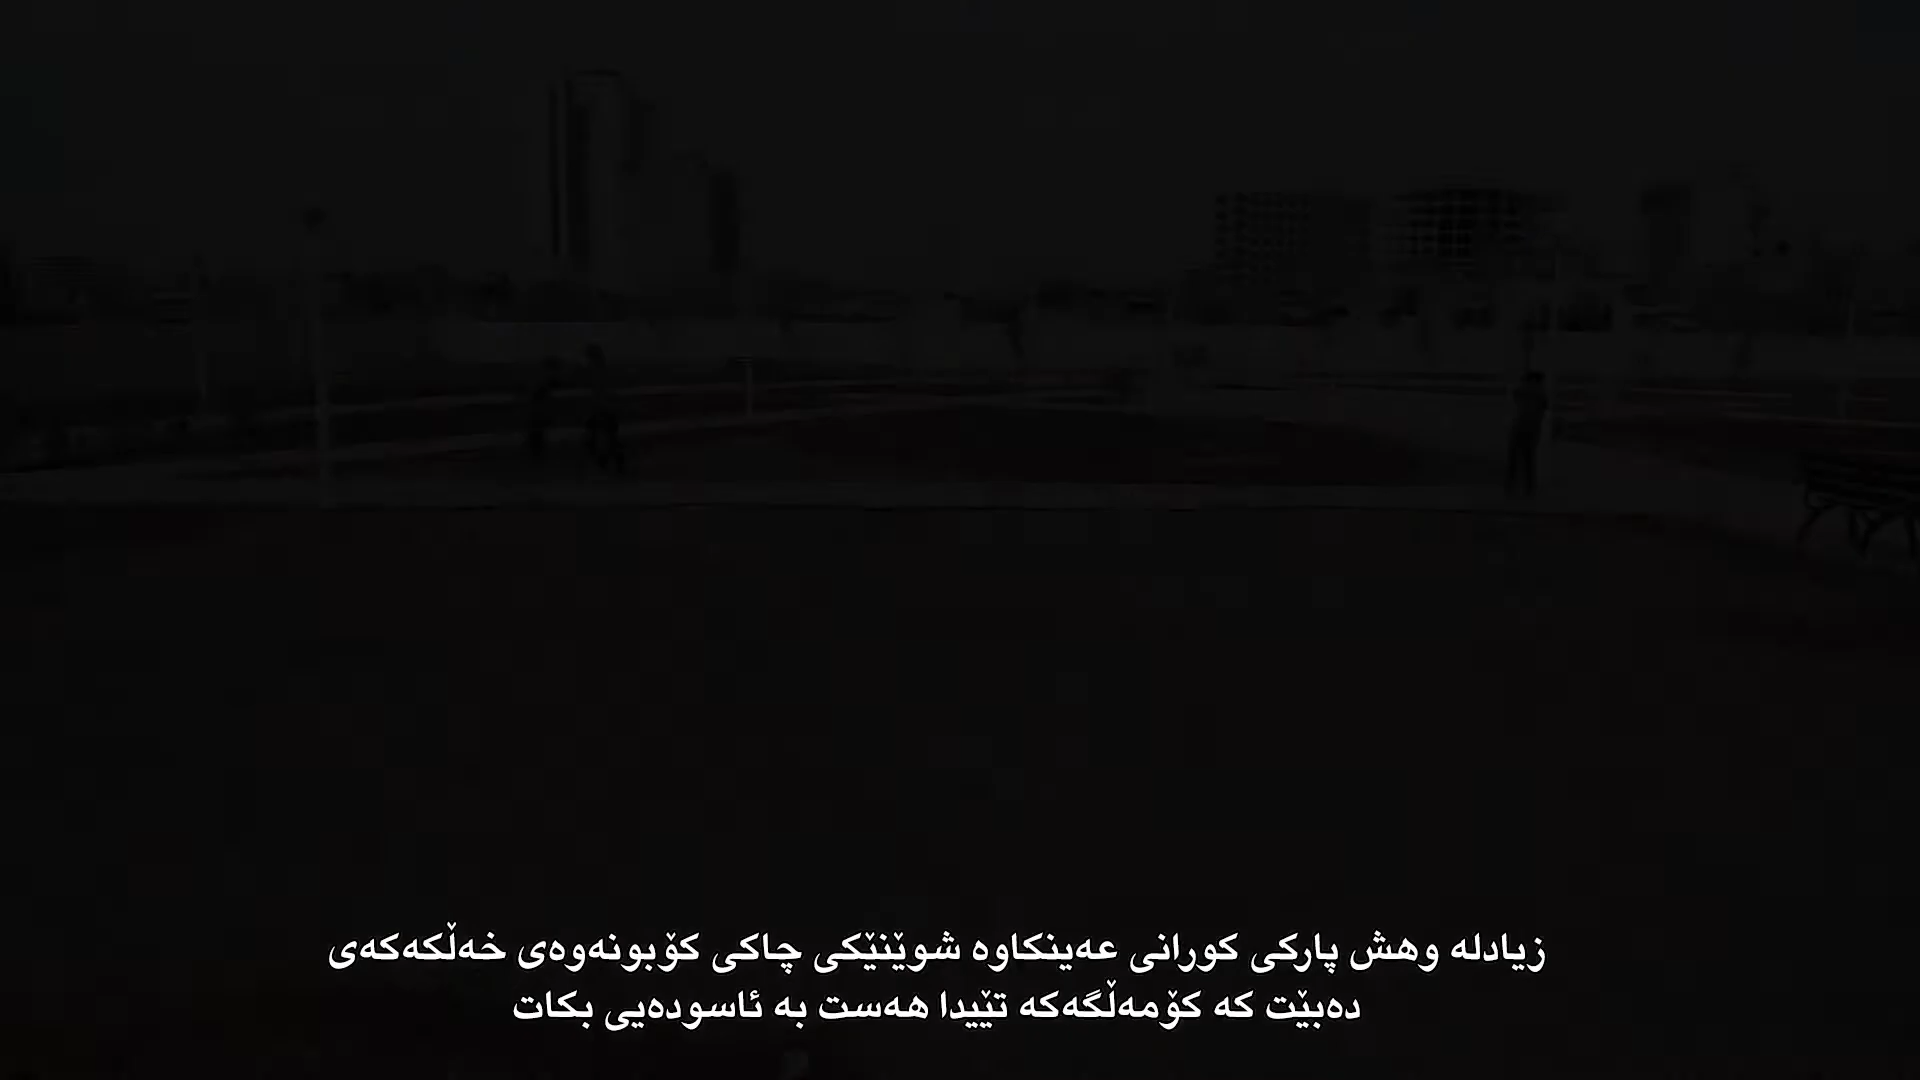 زیادلە وهش پارکی کورانی عەینکاوە شوێنێکی چاکی کۆبونەوەی خەڵکەکەی
دەبێت کە کۆمەڵگەکە تێیدا هەست بە ئاسودەیی بکات